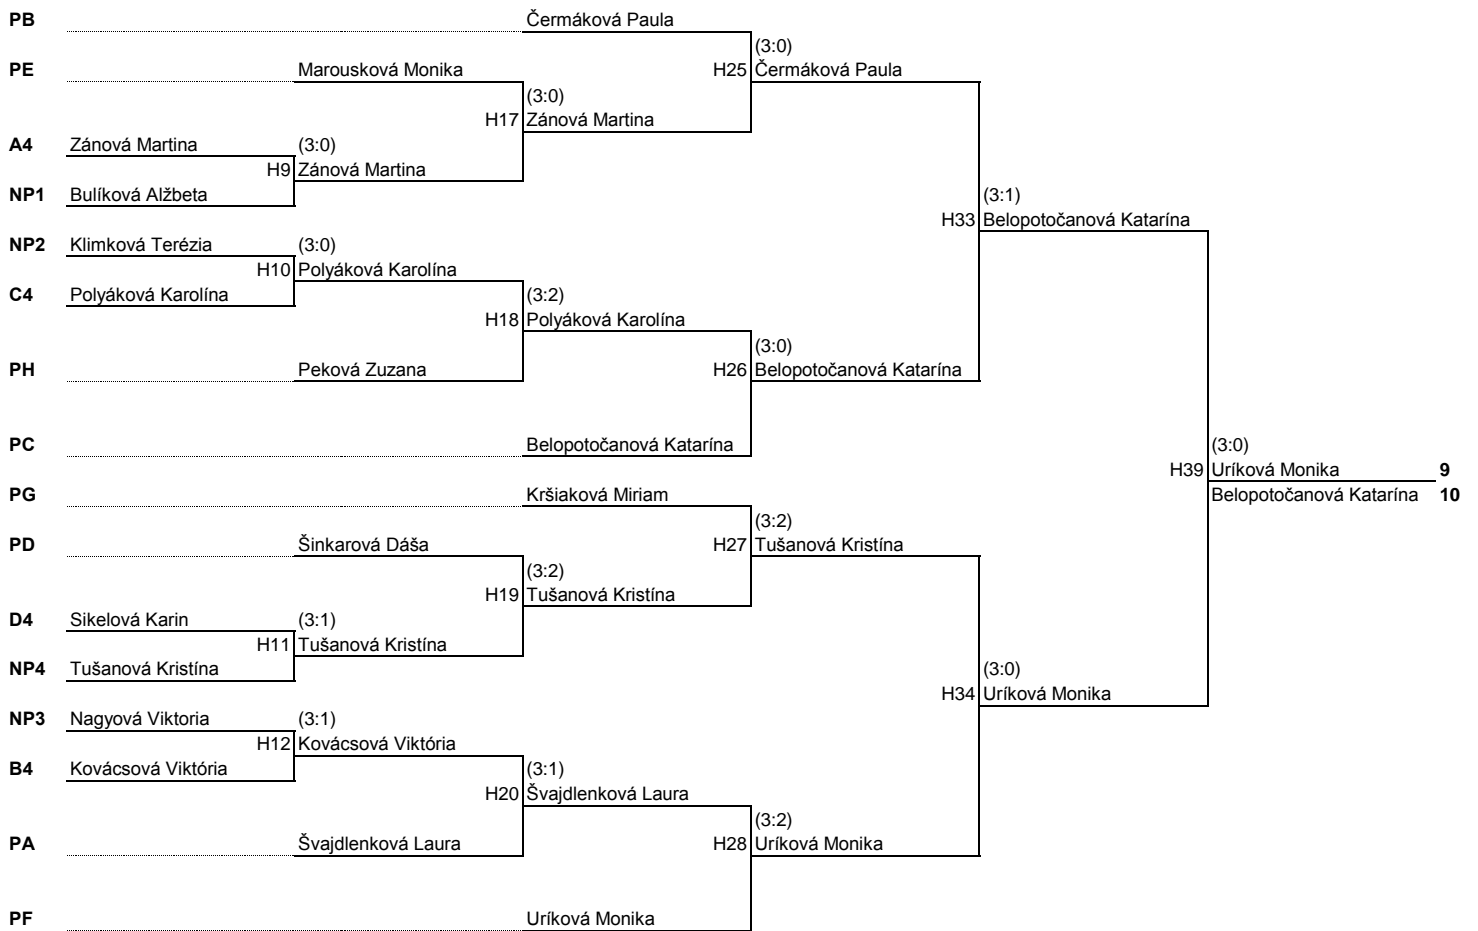 PB Čermáková Paula
(3:0)
PE Marousková Monika H25 Čermáková Paula
(3:0)
H17 Zánová Martina
A4 Zánová Martina (3:0)
H9 Zánová Martina
NP1 Bulíková Alžbeta (3:1)
H33 Belopotočanová Katarína
NP2 Klimková Terézia (3:0)
H10 Polyáková Karolína
C4 Polyáková Karolína (3:2)
H18 Polyáková Karolína
(3:0)
PH Peková Zuzana H26 Belopotočanová Katarína
PC Belopotočanová Katarína (3:0)
H39 Uríková Monika 9
PG Kršiaková Miriam Belopotočanová Katarína 10
(3:2)
PD Šinkarová Dáša H27 Tušanová Kristína
(3:2)
H19 Tušanová Kristína
D4 Sikelová Karin (3:1)
H11 Tušanová Kristína
NP4 Tušanová Kristína (3:0)
H34 Uríková Monika
NP3 Nagyová Viktoria (3:1)
H12 Kovácsová Viktória
B4 Kovácsová Viktória (3:1)
H20 Švajdlenková Laura
(3:2)
PA Švajdlenková Laura H28 Uríková Monika
PF Uríková Monika